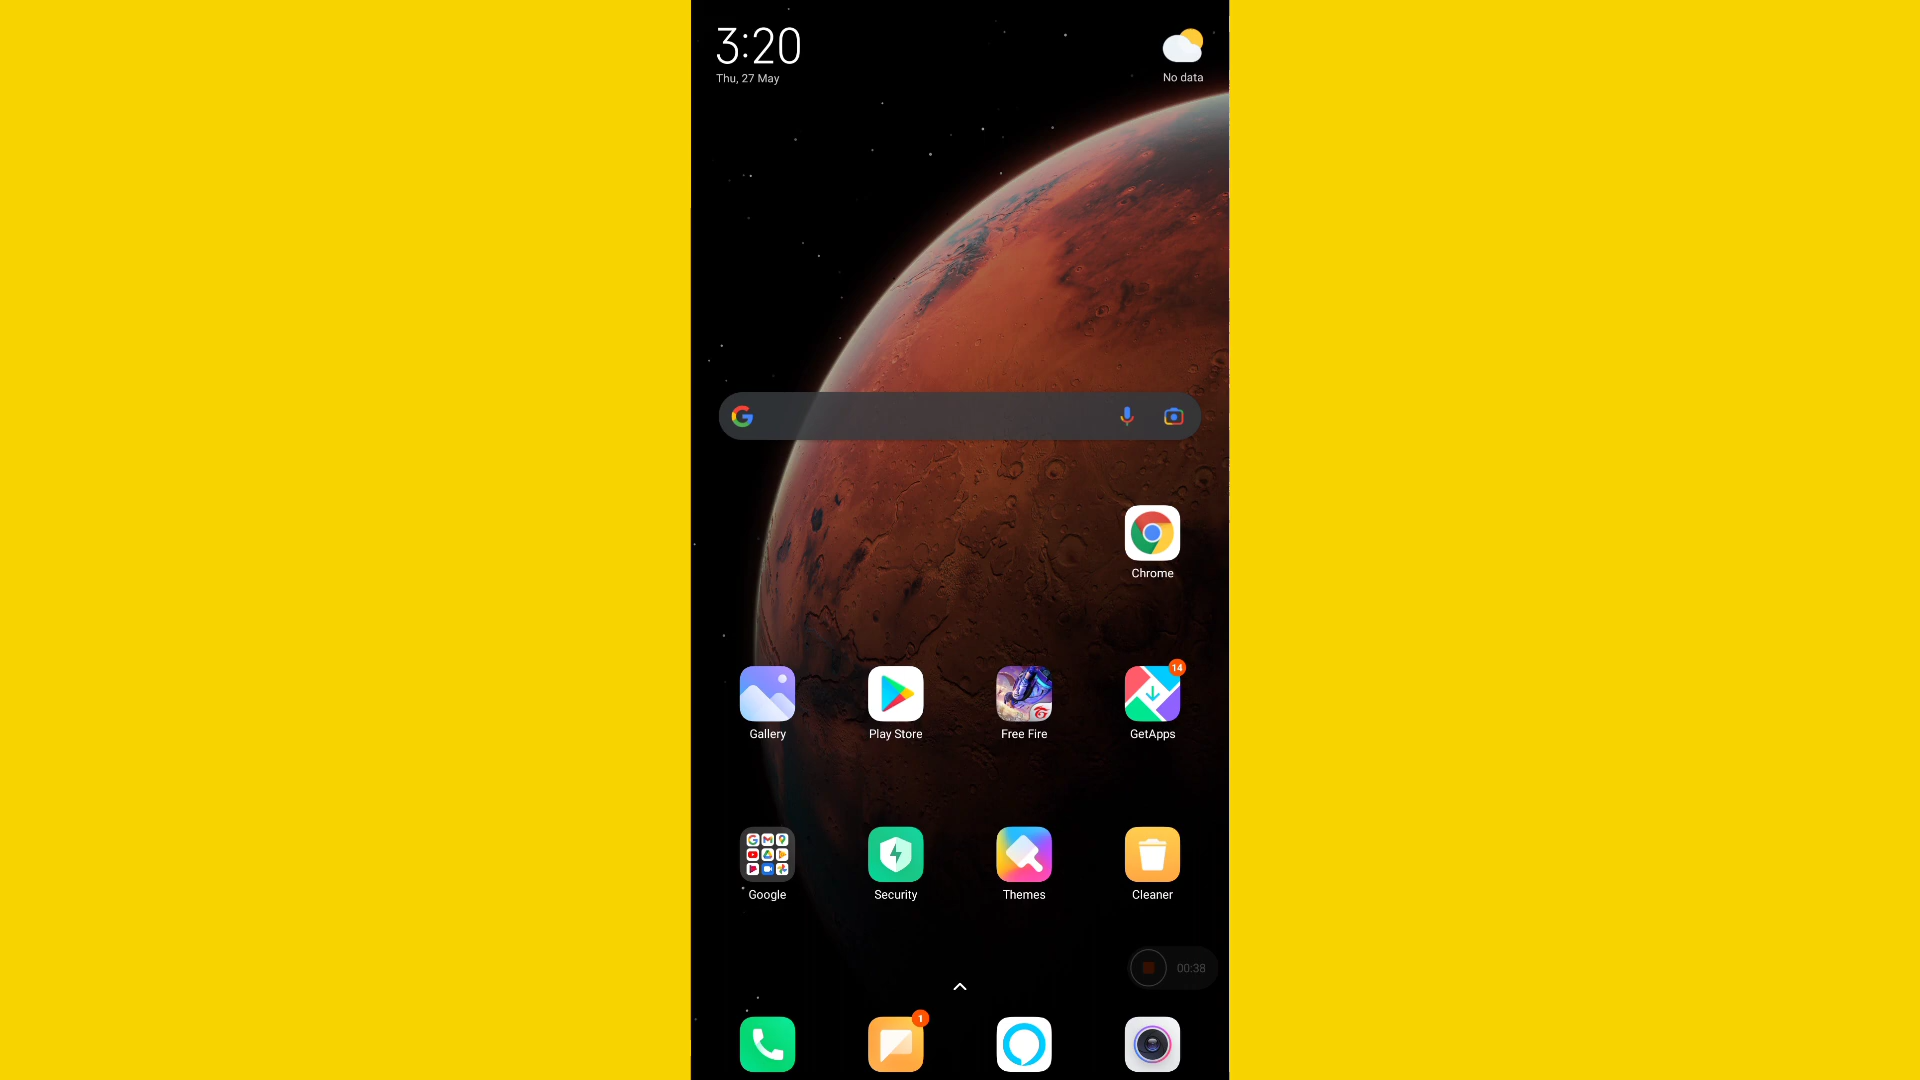 3:20
Thu, 27 May
No data
Chrome
14
Gallery
Play Store
Free Fire
GetApps
Google
Security
Themes
Cleaner
00:38
1